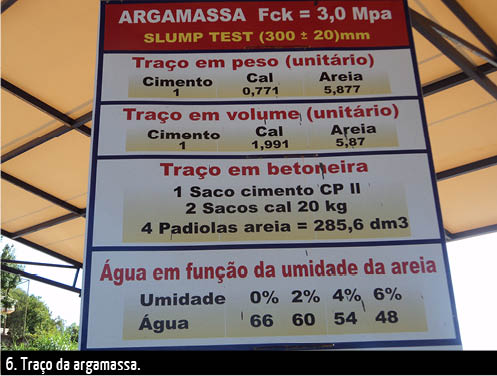 ARGAMASSA Fck = 3,0 Mpa
SLUMP TEST (300 ± 20)mm
Traço em peso (unitário)
Cimento Cal Areia
1 0,771 5,877
Traço em volume (unitário)
Cimento Cal Areia
1 1,991 5,87
Traço em betoneira
1 Saco cimento CP II
2 Sacos cal 20 kg
4 Padiolas areia = 285,6 dm3
Água em função da umidade da areia
Umidade 0% 2% 4% 6%
Água 66 60 54 48
6. Traço da argamassa.